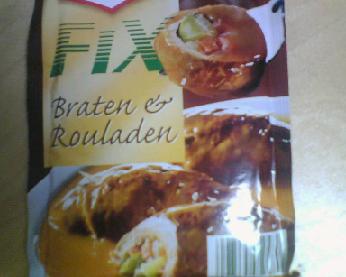 FIX
Braten &
Rouladen